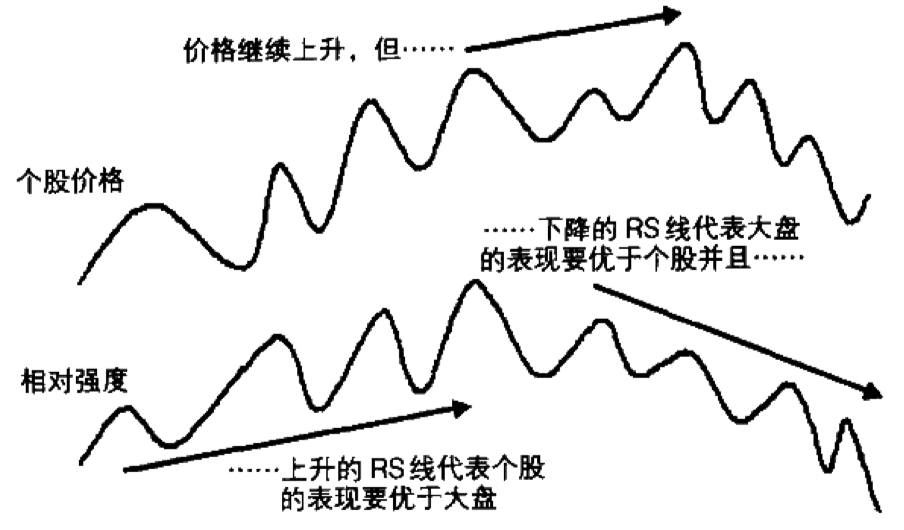 价格继续上升，但……
个股价格
……下降的 RS 线代表大盘
的表现要优于个股并且……
相对强度
……上升的 RS 线代表个股
的表现要优于大盘